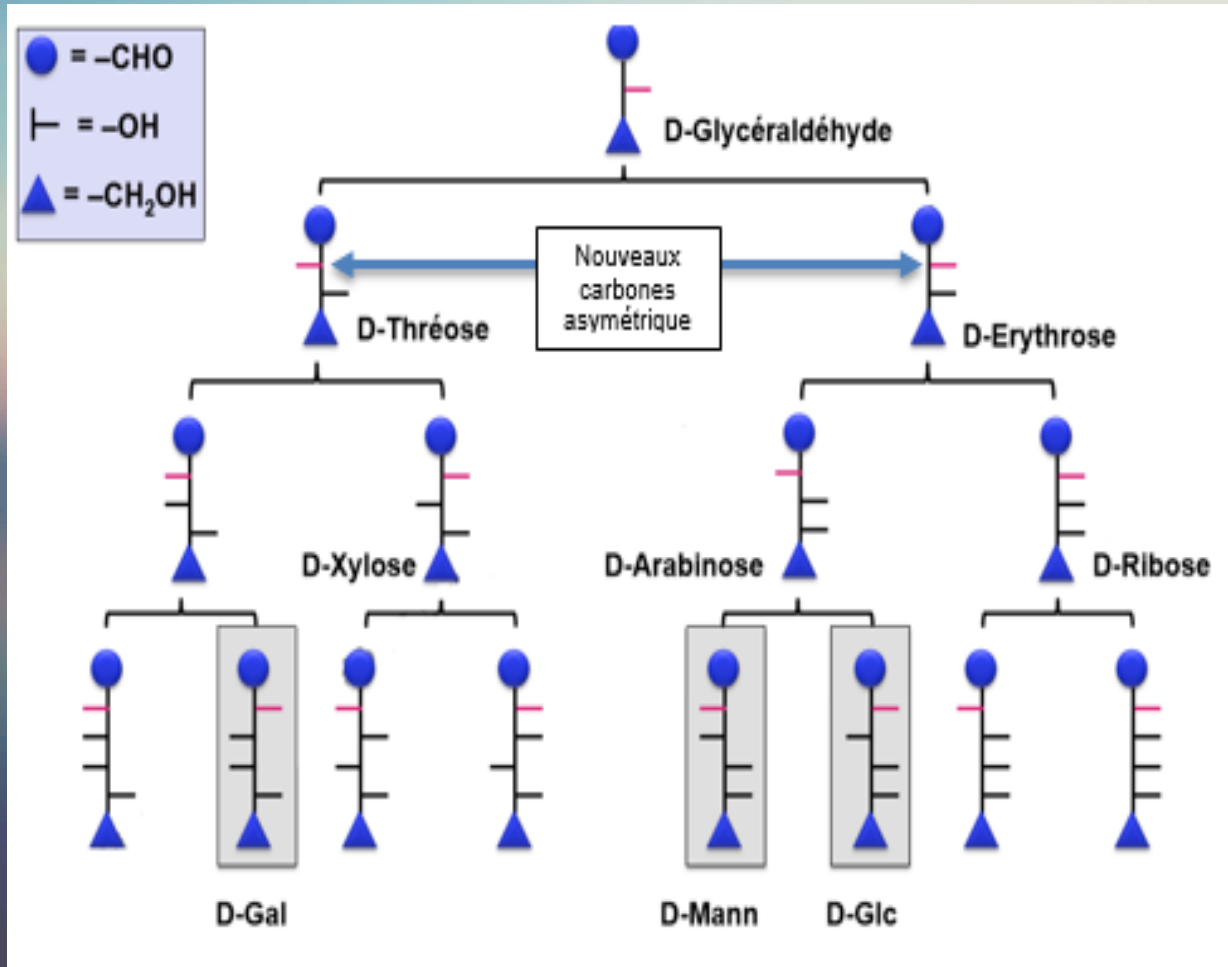 = –CHO
= –OH
= –CH₂OH
D-Glycéraldéhyde
Nouveaux
carbones
asymétrique
D-Thréose
D-Erythrose
D-Xylose
D-Arabinose
D-Ribose
D-Gal
D-Mann
D-Glc